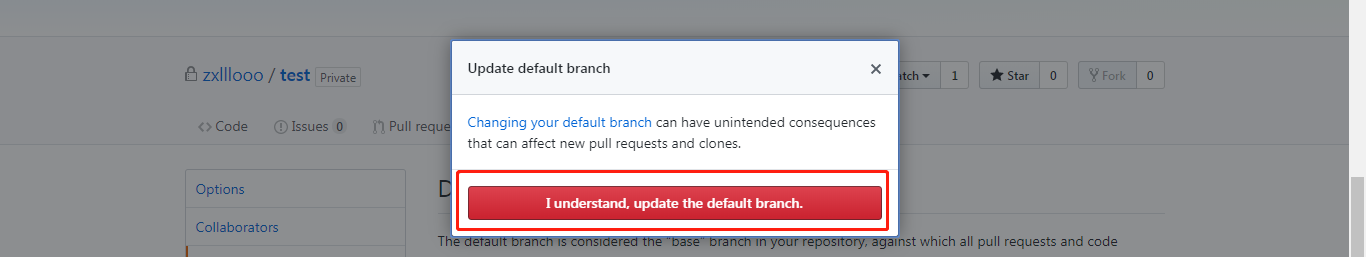 Update default branch ×
zxlllooo / test Private
atch 1 Star 0 Fork 0
Changing your default branch can have unintended consequences
that can affect new pull requests and clones.
Code Issues 0 Pull reque
Options
I understand, update the default branch.
Collaborators
The default branch is considered the "base" branch in your repository, against which all pull requests and code